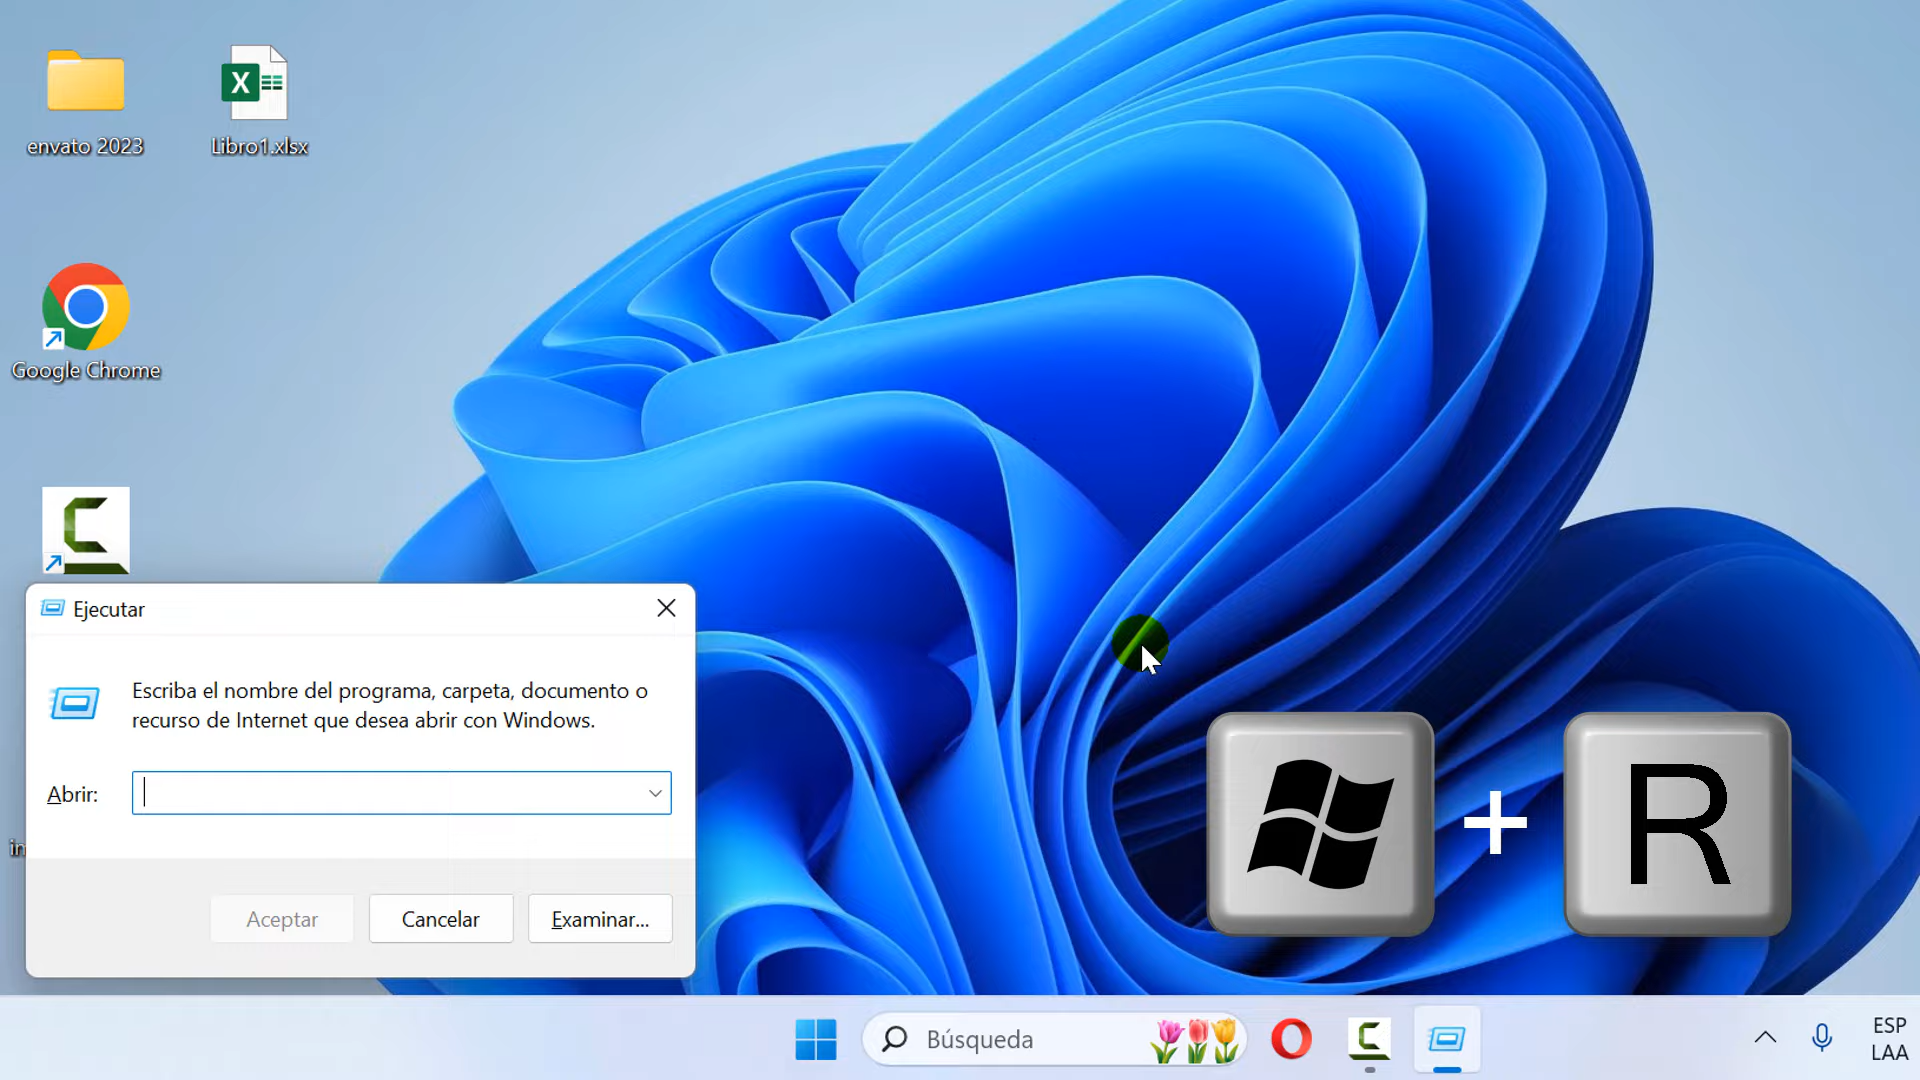 envato 2023
Libro1.xlsx
Google Chrome
Ejecutar
Escriba el nombre del programa, carpeta, documento o
recurso de Internet que desea abrir con Windows.
Abrir:
Aceptar
Cancelar
Examinar...
R
+
Búsqueda
ESP
LAA